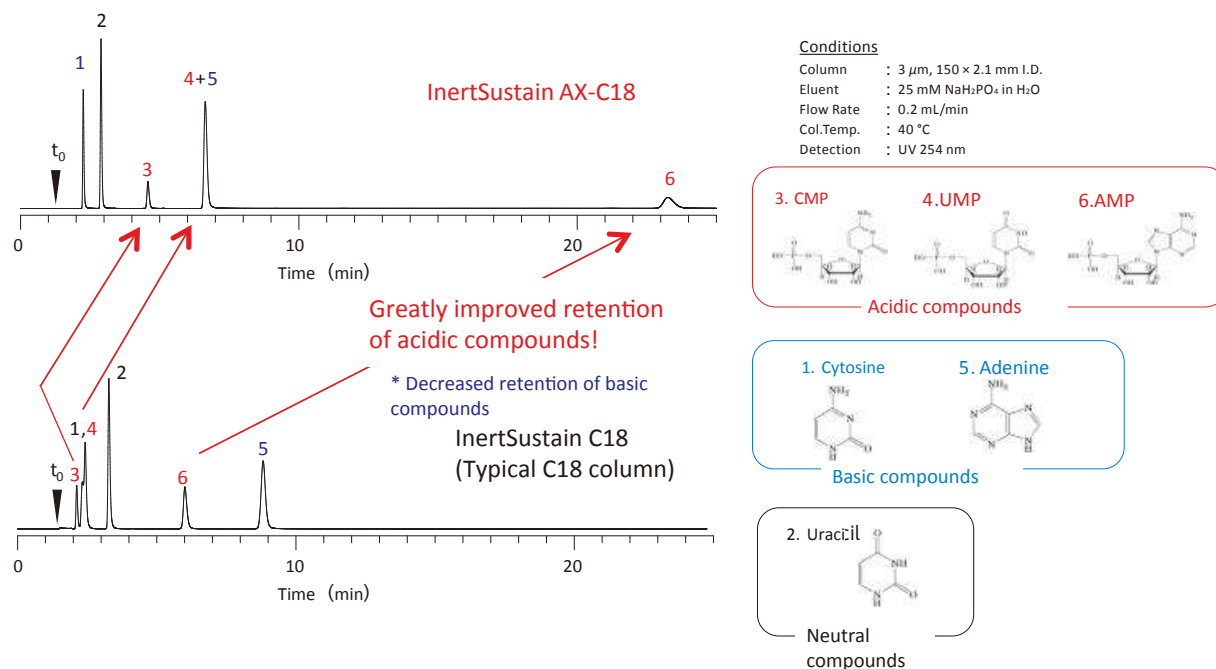 2
1
4+5
InertSustain AX-C18
t0
3
6
0
10
20
Time (min)
Greatly improved retention
of acidic compounds!
* Decreased retention of basic
compounds
2
1,4
InertSustain C18
(Typical C18 column)
t0
3
6
5
0
10
20
Time (min)
Conditions
Column : 3 μm, 150 × 2.1 mm I.D.
Eluent : 25 mM NaH₂PO₄ in H₂O
Flow Rate : 0.2 mL/min
Col.Temp. : 40 °C
Detection : UV 254 nm
3. CMP
4.UMP
6.AMP
Acidic compounds
1. Cytosine
5. Adenine
NH₂
NH₂
N
N
N
N
O
N
H
N
H
Basic compounds
2. Uracil
O
NH
N
H
O
Neutral
compounds